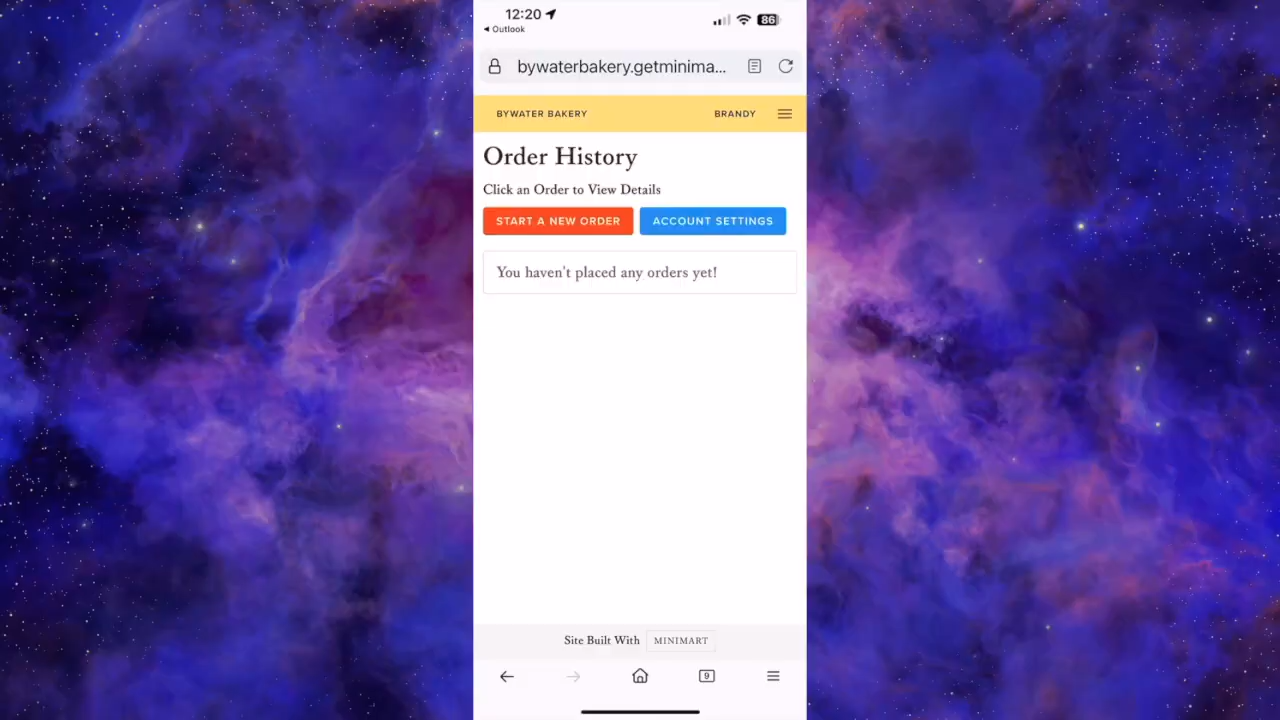 12:20
86
Outlook
bywaterbakery.getminima...
BYWATER BAKERY
BRANDY
Order History
Click an Order to View Details
START A NEW ORDER
ACCOUNT SETTINGS
You haven't placed any orders yet!
Site Built With MINIMART
9